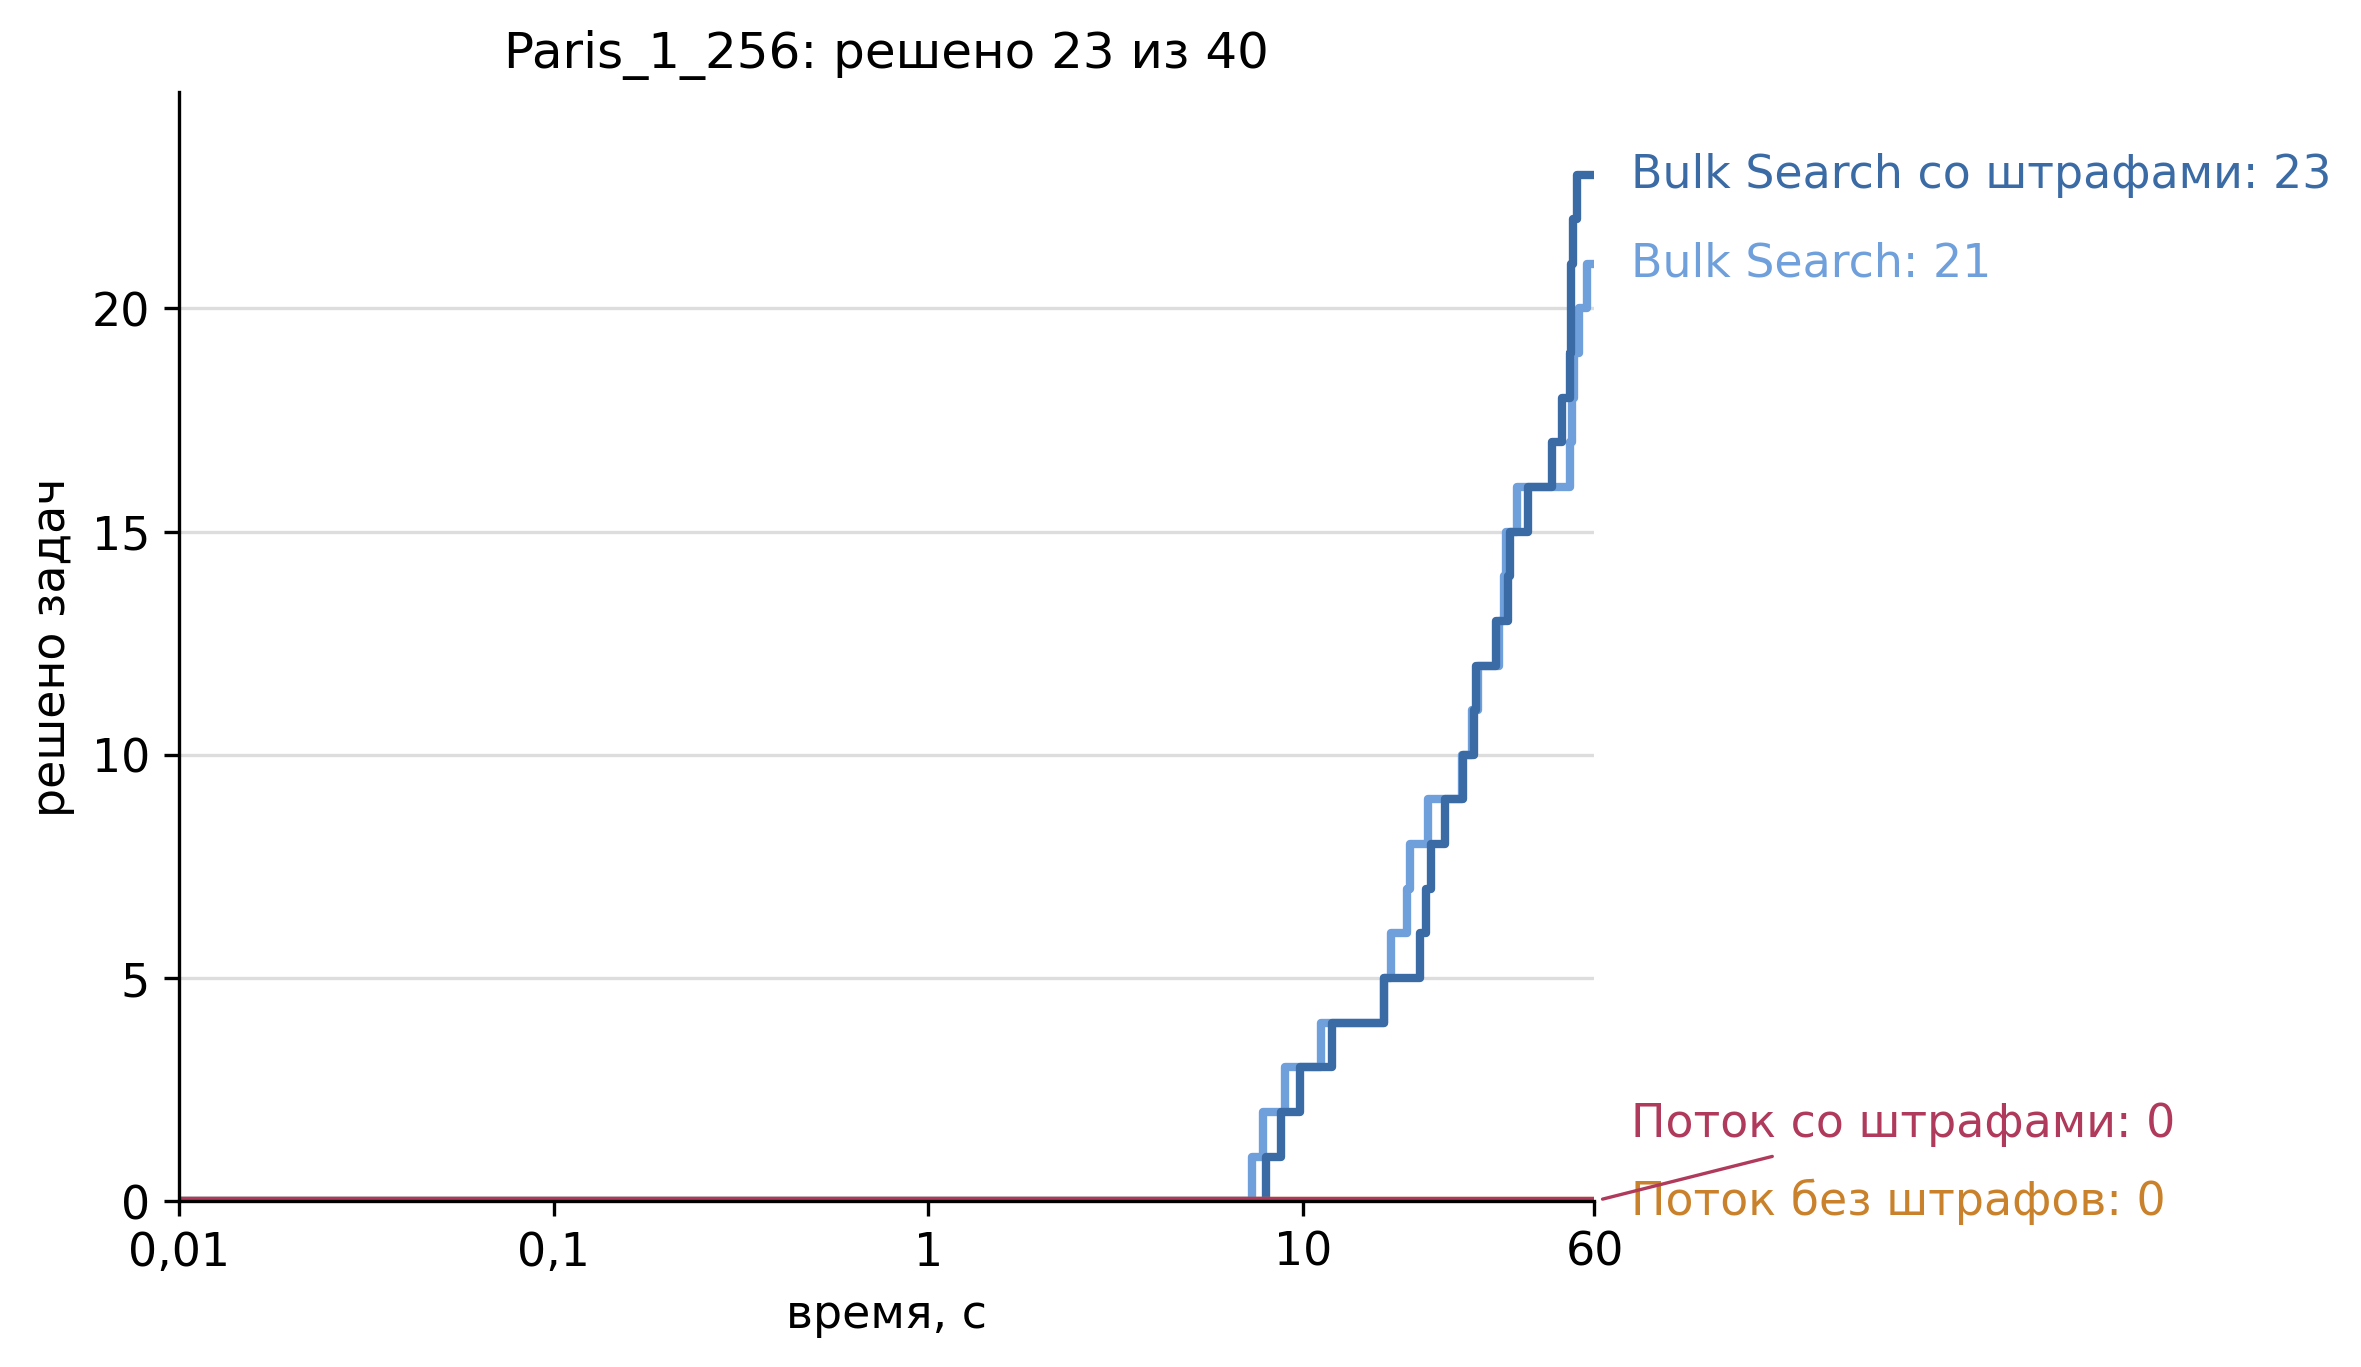 Paris_1_256: решено 23 из 40
Bulk Search со штрафами: 23
Bulk Search: 21
20
15
10
5
0
решено задач
Поток со штрафами: 0
Поток без штрафов: 0
0,01
0,1
1
10
60
время, с